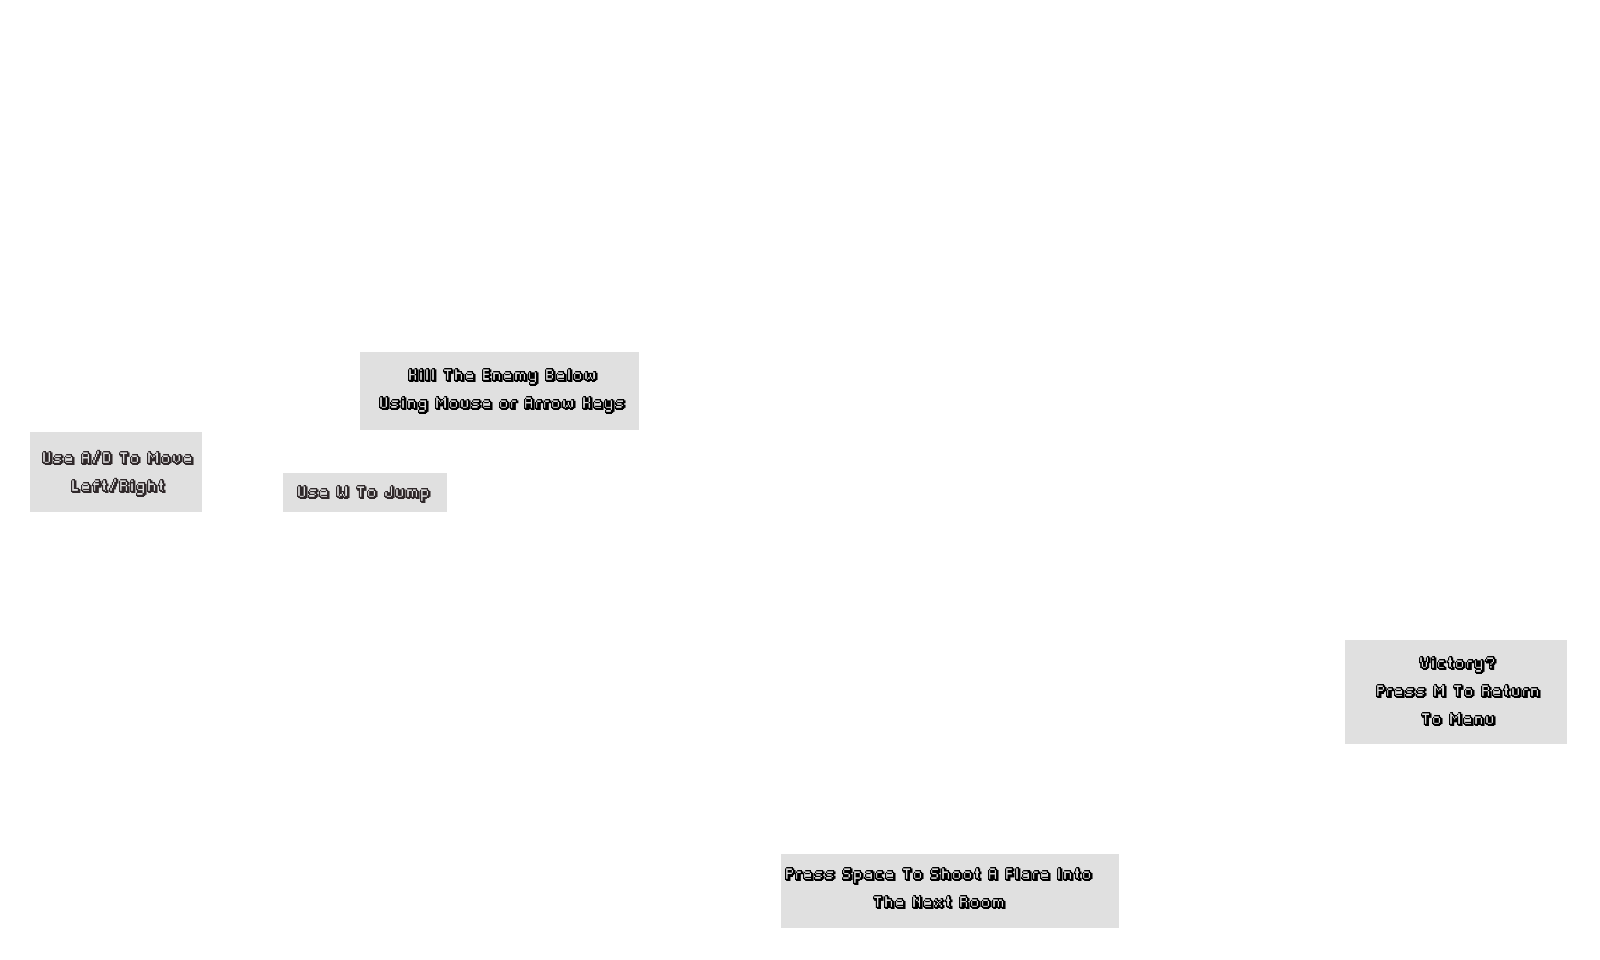 Kill The Enemy Below
Using Mouse or Arrow Keys
Use A/D To Move
Left/Right
Use W To Jump
Victory?
Press M To Return
To Menu
Press Space To Shoot A Flare Into
The Next Room